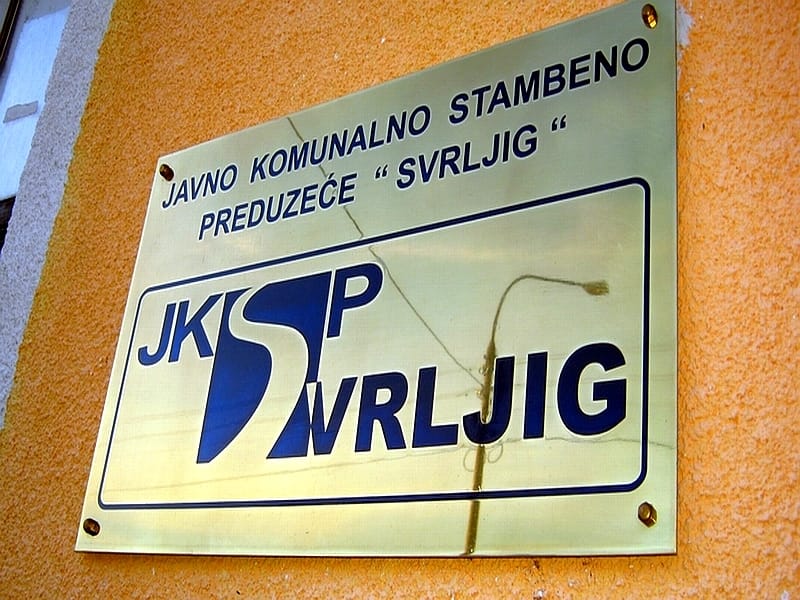 JAVNO KOMUNALNO STAMBENO
PREDUZEĆE “ SVRLJIG “
JKSP
SVRLJIG